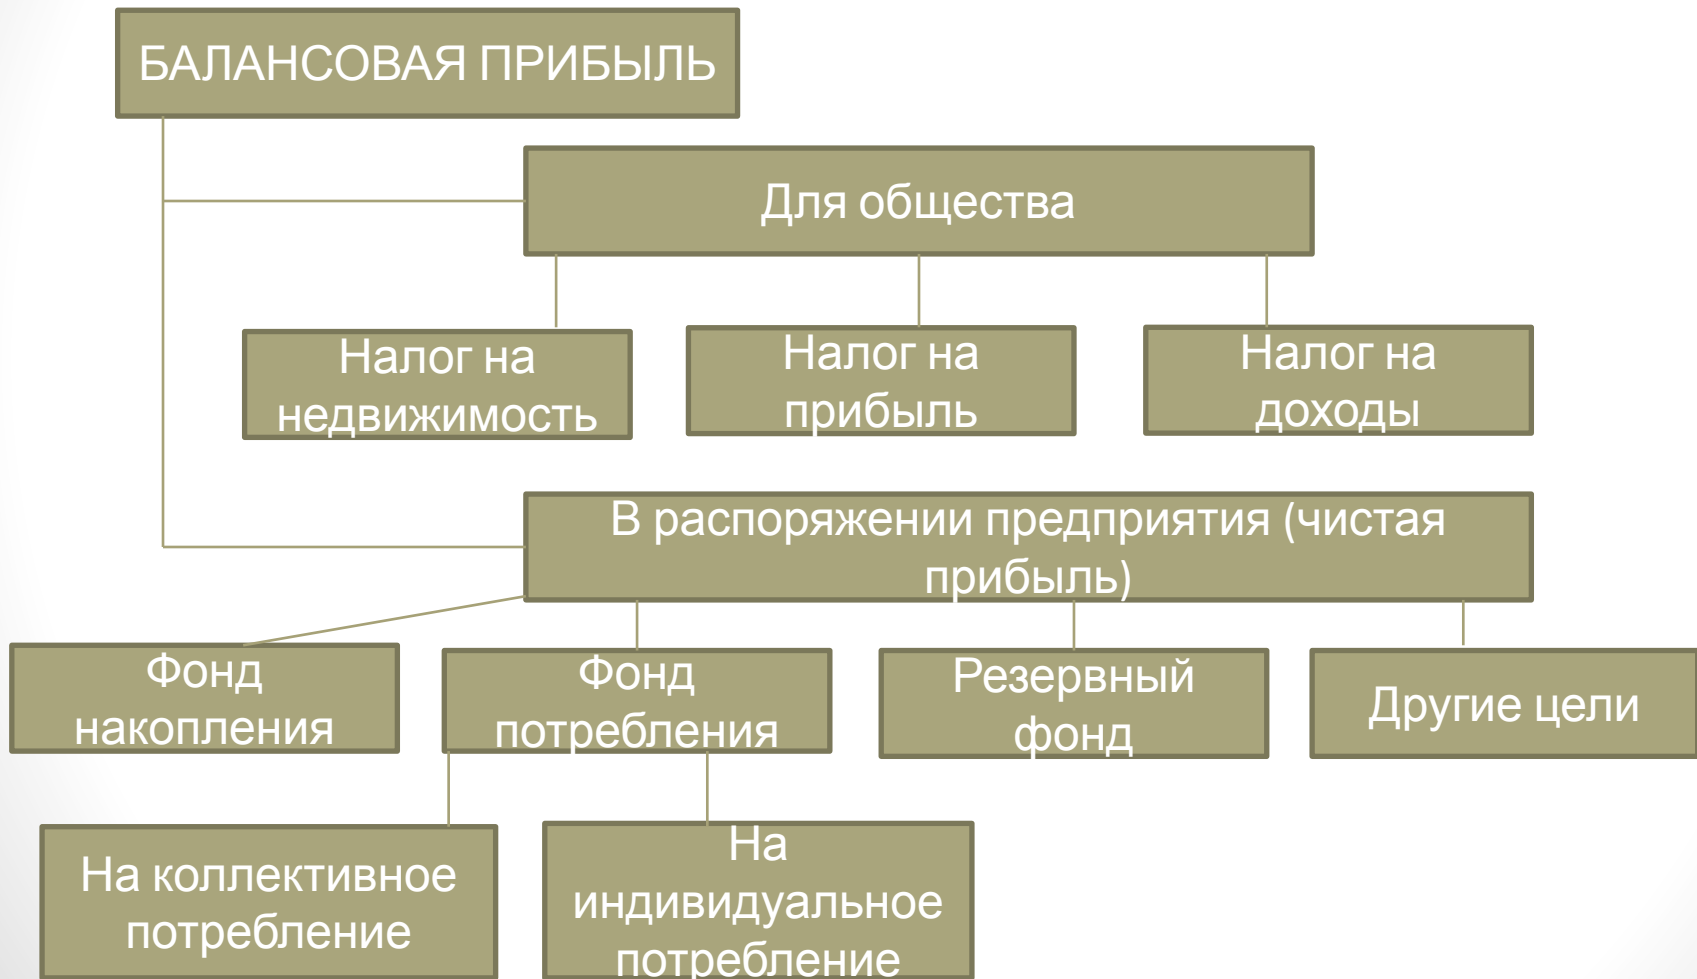 БАЛАНСОВАЯ ПРИБЫЛЬ
Для общества
Налог на
недвижимость
Налог на
прибыль
Налог на
доходы
В распоряжении предприятия (чистая
прибыль)
Фонд
накопления
Фонд
потребления
Резервный
фонд
Другие цели
На коллективное
потребление
На
индивидуальное
потребление